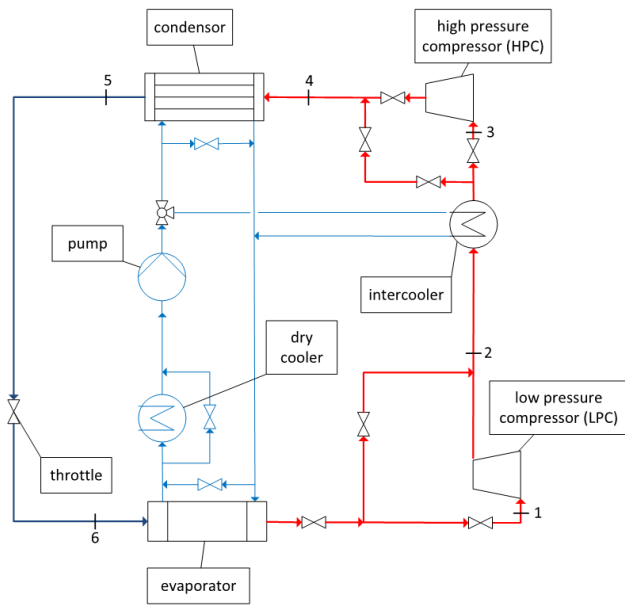 condensor
high pressure
compressor (HPC)
5
4
3
pump
intercooler
dry
cooler
2
low pressure
compressor (LPC)
throttle
1
6
evaporator